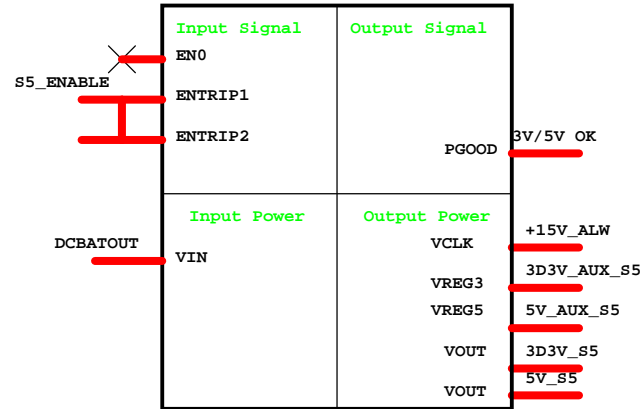 Input Signal Output Signal
EN0
S5_ENABLE
ENTRIP1
ENTRIP2
3V/5V OK
PGOOD
Input Power Output Power
+15V_ALW
DCBATOUT
VCLK
VIN
3D3V_AUX_S5
VREG3
5V_AUX_S5
VREG5
3D3V_S5
VOUT
5V_S5
VOUT